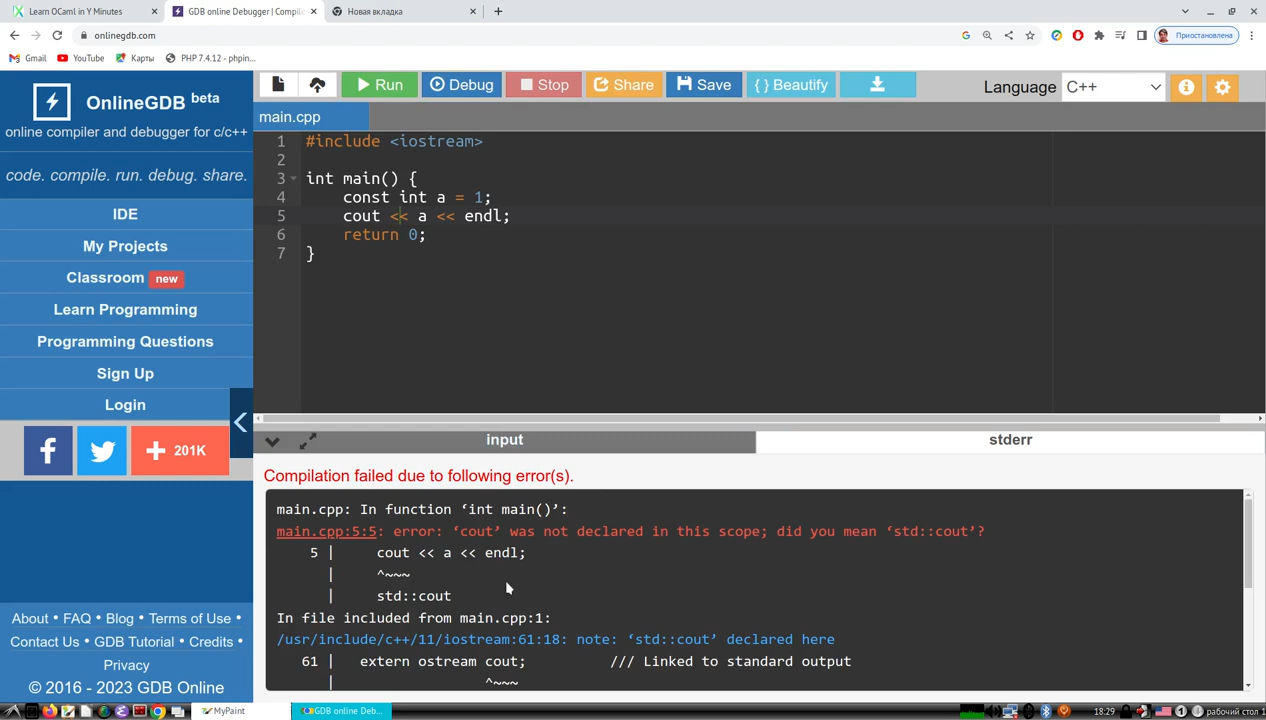 Learn OCaml in Y Minutes
GDB online Debugger | Compile
Новая вкладка
onlinegdb.com
Приостановлена
Gmail
YouTube
Карты
PHP 7.4.12 - phpin...
OnlineGDB beta
online compiler and debugger for c/c++
code. compile. run. debug. share.
IDE
My Projects
Classroom new
Learn Programming
Programming Questions
Sign Up
Login
201K
About • FAQ • Blog • Terms of Use •
Contact Us • GDB Tutorial • Credits •
Privacy
© 2016 - 2023 GDB Online
Run
Debug
Stop
Share
Save
{ } Beautify
Language C++
main.cpp
1 #include <iostream>
2
3 int main() {
4 const int a = 1;
5 cout << a << endl;
6 return 0;
7 }
input
stderr
Compilation failed due to following error(s).
main.cpp: In function ‘int main()’:
main.cpp:5:5: error: ‘cout’ was not declared in this scope; did you mean ‘std::cout’?
5 | cout << a << endl;
| ^~~~
| std::cout
In file included from main.cpp:1:
/usr/include/c++/11/iostream:61:18: note: ‘std::cout’ declared here
61 | extern ostream cout; /// Linked to standard output
| ^~~~
MyPaint
GDB online Deb...
18:29
рабочий стол 1